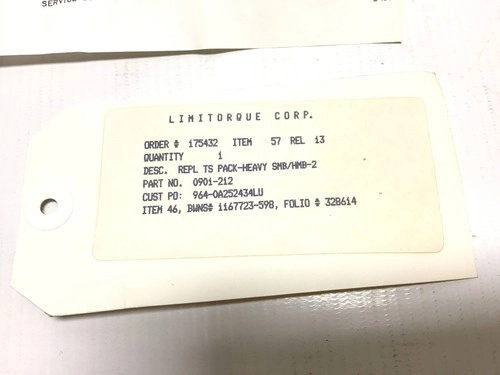 SERVICE
LIMITORQUE CORP.
ORDER # 175432 ITEM 57 REL 13
QUANTITY 1
DESC. REPL TS PACK-HEAVY SMB/HMB-2
PART NO. 0901-212
CUST PO: 964-0A252434LU
ITEM 46, BWNS# 1167723-598, FOLIO # 328614